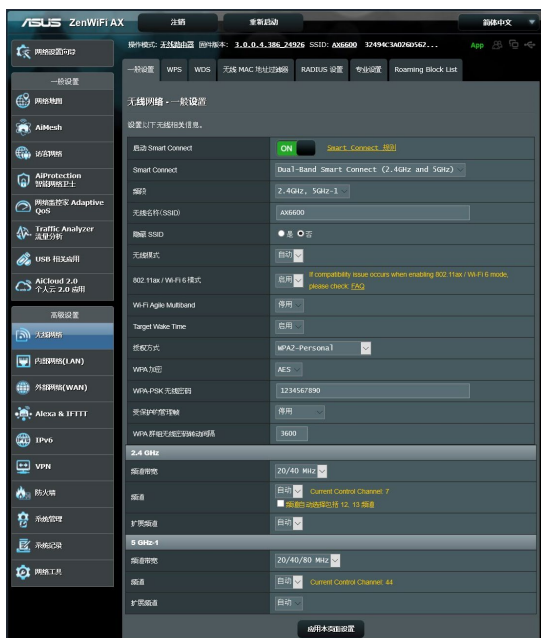 ASUS ZenWiFi AX 注销 重新启动 简体中文
操作模式: 无线路由器 固件版本: 3.0.0.4.386_24926 SSID: AX6600 32494C3A026D562... App
网络设置向导
一般设置
网络地图
AiMesh
访客网络
AiProtection
智能网络卫士
网络监控家 Adaptive
QoS
Traffic Analyzer
流量分析
USB 相关应用
AiCloud 2.0
个人云 2.0 应用
高级设置
无线网络
内部网络(LAN)
外部网络(WAN)
Alexa & IFTTT
IPv6
VPN
防火墙
系统管理
系统记录
网络工具
一般设置 WPS WDS 无线 MAC 地址过滤器 RADIUS 设置 专业设置 Roaming Block List
无线网络 - 一般设置
设置以下无线相关信息。
启动 Smart Connect ON Smart Connect 规则
Smart Connect Dual-Band Smart Connect (2.4GHz and 5GHz)
频段 2.4GHz, 5GHz-1
无线名称(SSID) AX6600
隐藏 SSID 是 否
无线模式 自动
802.11ax / Wi-Fi 6 模式 启用 If compatibility issue occurs when enabling 802.11ax / Wi-Fi 6 mode,
please check: FAQ
Wi-Fi Agile Multiband 停用
Target Wake Time 启用
授权方式 WPA2-Personal
WPA 加密 AES
WPA-PSK 无线密码 1234567890
受保护的管理帧 停用
WPA 群组无线密码转动间隔 3600
2.4 GHz
频道带宽 20/40 MHz
频道 自动 Current Control Channel: 7
频道自动选择包括 12, 13 频道
扩展频道 自动
5 GHz-1
频道带宽 20/40/80 MHz
频道 自动 Current Control Channel: 44
扩展频道 自动
应用本页面设置